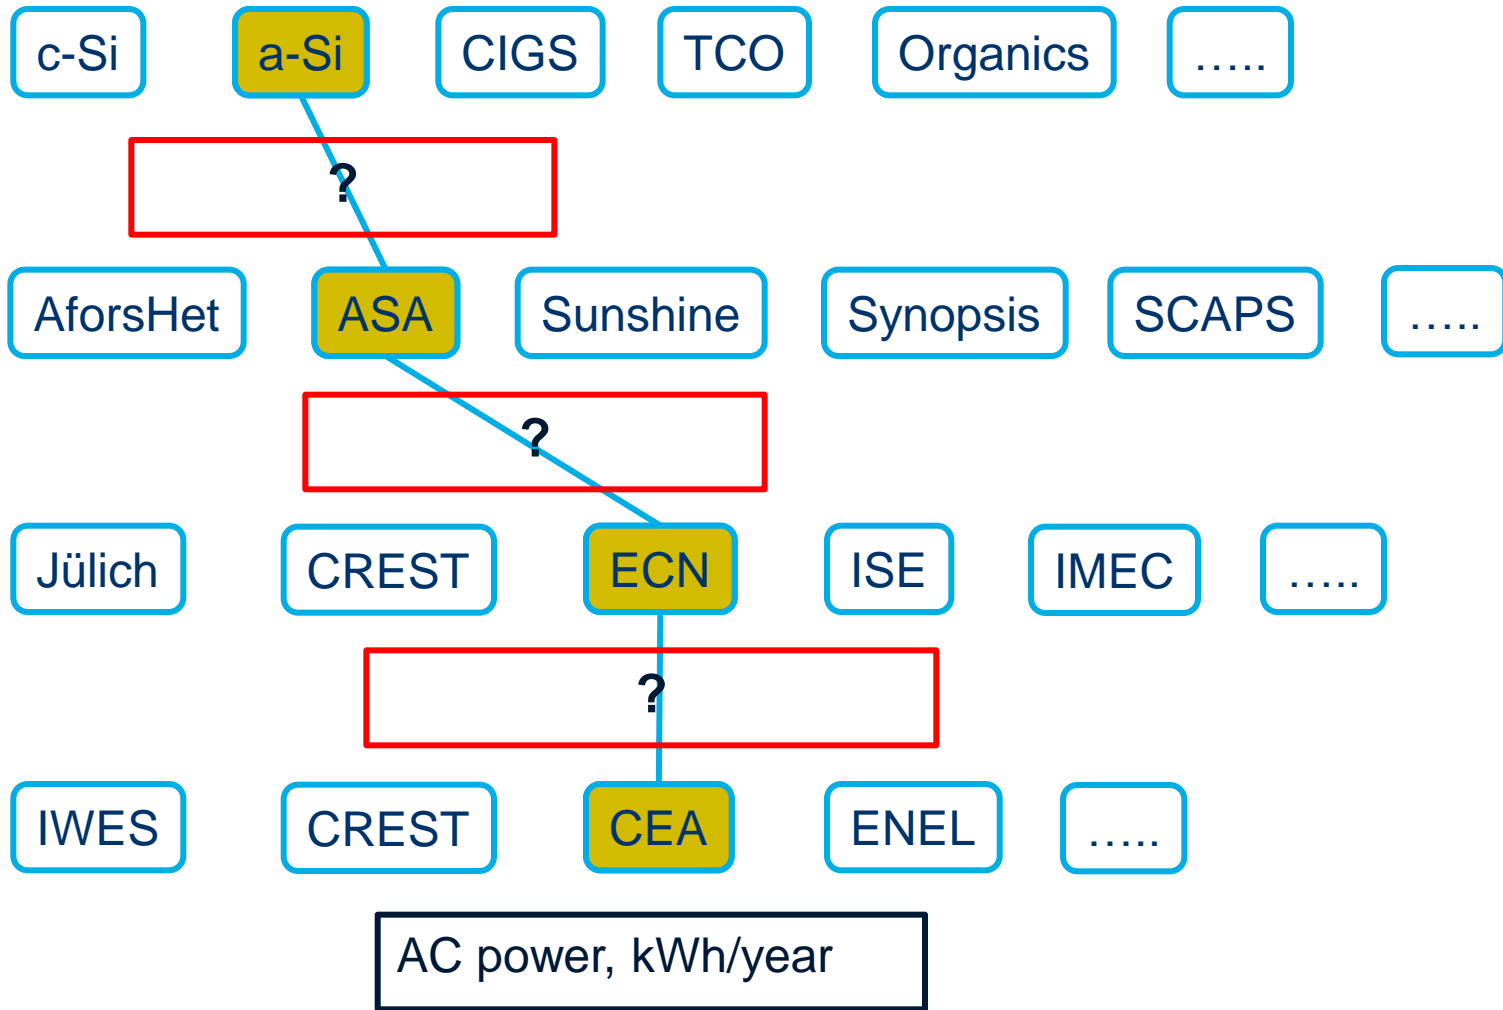 c-Si a-Si CIGS TCO Organics .....
?
AforsHet ASA Sunshine Synopsis SCAPS .....
?
Jülich CREST ECN ISE IMEC .....
?
IWES CREST CEA ENEL .....
AC power, kWh/year